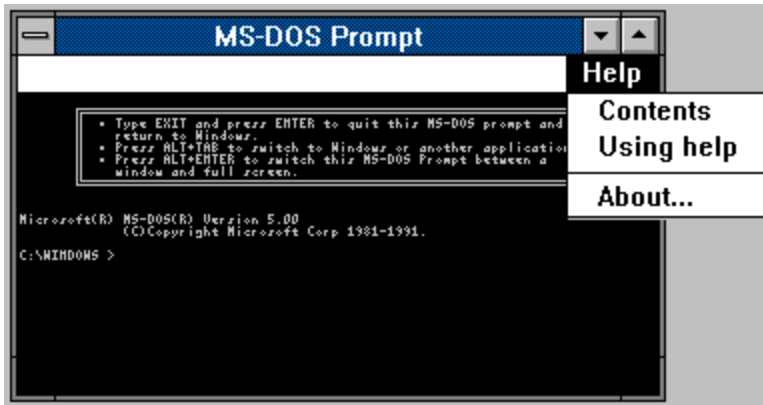 MS-DOS Prompt
Help
Contents
Using help
About...
• Type EXIT and press ENTER to quit this MS-DOS prompt and
return to Windows.
• Press ALT+TAB to switch to Windows or another application
• Press ALT+ENTER to switch this MS-DOS Prompt between a
window and full screen.
Microsoft(R) MS-DOS(R) Version 5.00
(C)Copyright Microsoft Corp 1981-1991.
C:\WINDOWS >